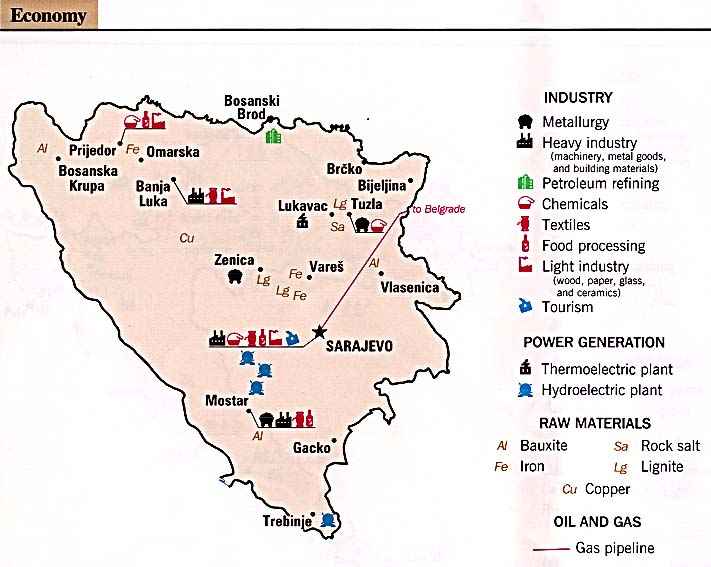 Economy
Bosanski
Brod
Al
Prijedor
Fe
Omarska
Bosanska
Krupa
Banja
Luka
Brčko
Bijeljina
Lukavac
Lg
Tuzla
Sa
to Belgrade
Cu
Zenica
Lg
Fe
Vareš
Lg
Fe
Al
Vlasenica
SARAJEVO
Mostar
Al
Gacko
Trebinje
INDUSTRY
Metallurgy
Heavy industry
(machinery, metal goods,
and building materials)
Petroleum refining
Chemicals
Textiles
Food processing
Light industry
(wood, paper, glass,
and ceramics)
Tourism
POWER GENERATION
Thermoelectric plant
Hydroelectric plant
RAW MATERIALS
Al Bauxite Sa Rock salt
Fe Iron Lg Lignite
Cu Copper
OIL AND GAS
Gas pipeline